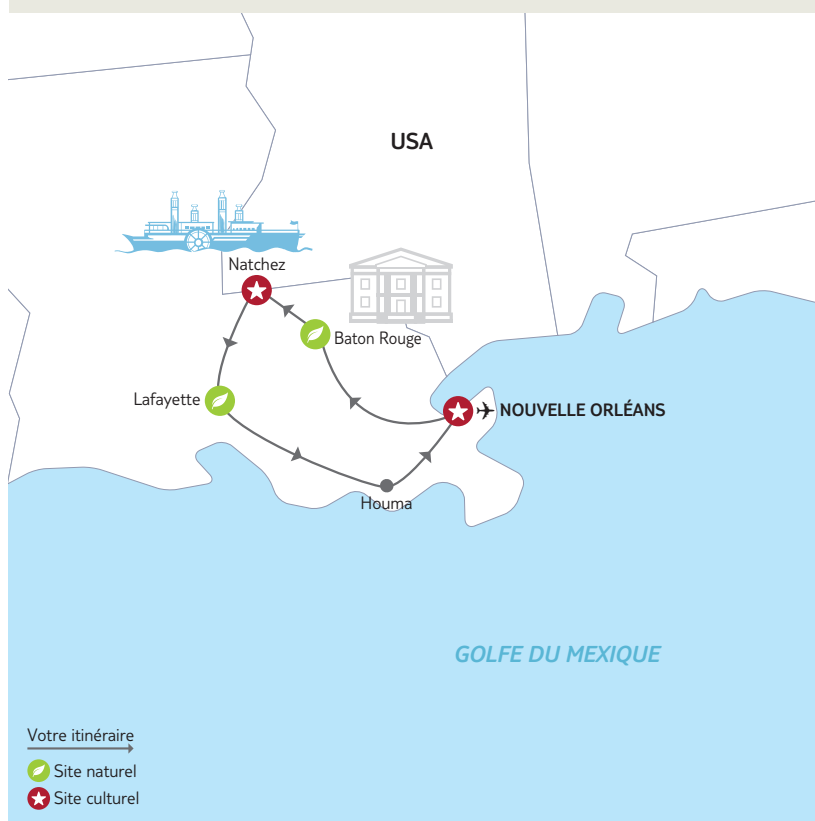 USA
Natchez
Baton Rouge
Lafayette
NOUVELLE ORLÉANS
Houma
GOLFE DU MEXIQUE
Votre itinéraire
Site naturel
Site culturel